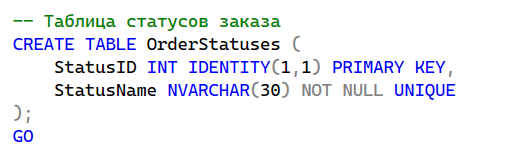 -- Таблица статусов заказа
CREATE TABLE OrderStatuses (
    StatusID INT IDENTITY(1,1) PRIMARY KEY,
    StatusName NVARCHAR(30) NOT NULL UNIQUE
);
GO